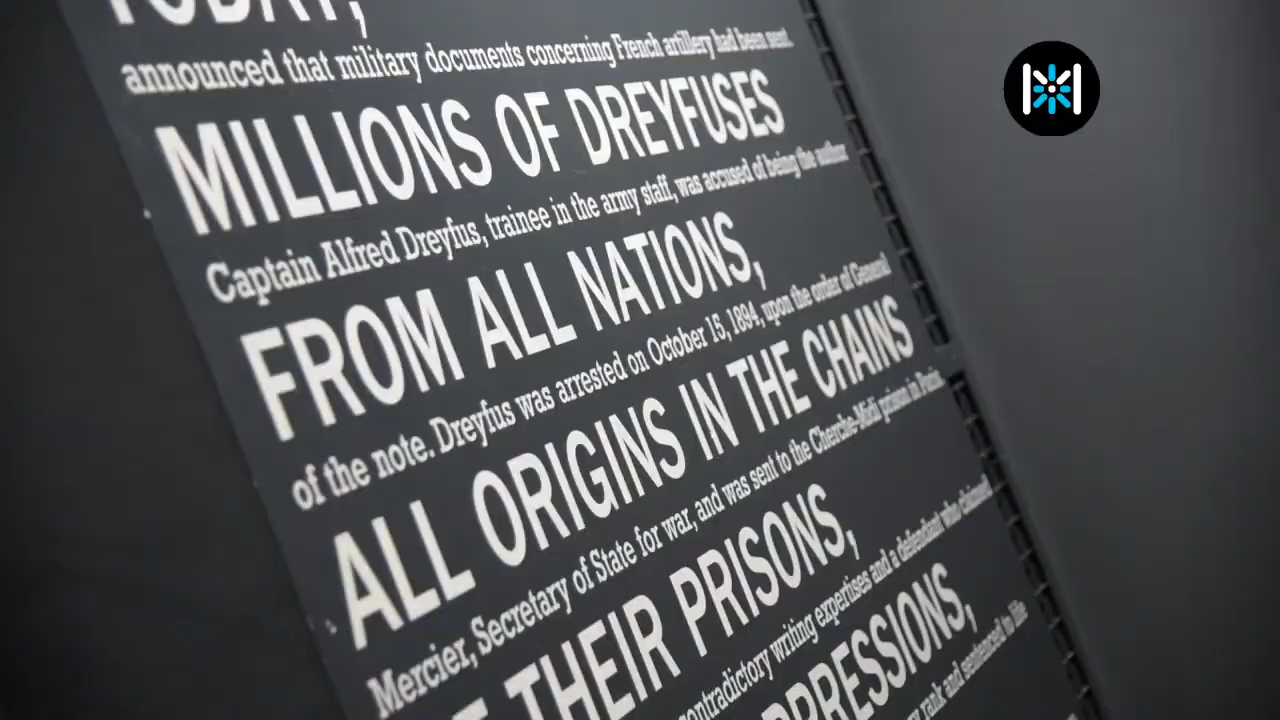 TODAY,
announced that military documents concerning French artillery had been sent
MILLIONS OF DREYFUSES
Captain Alfred Dreyfus, trainee in the army staff, was accused of being the author
FROM ALL NATIONS,
of the note. Dreyfus was arrested on October 15, 1894, upon the order of General
ALL ORIGINS IN THE CHAINS
Mercier, Secretary of State for war, and was sent to the Cherche-Midi prison in Paris.
THEIR PRISONS,
contradictory writing expertises and a defendant who claimed
rank and sentenced to life